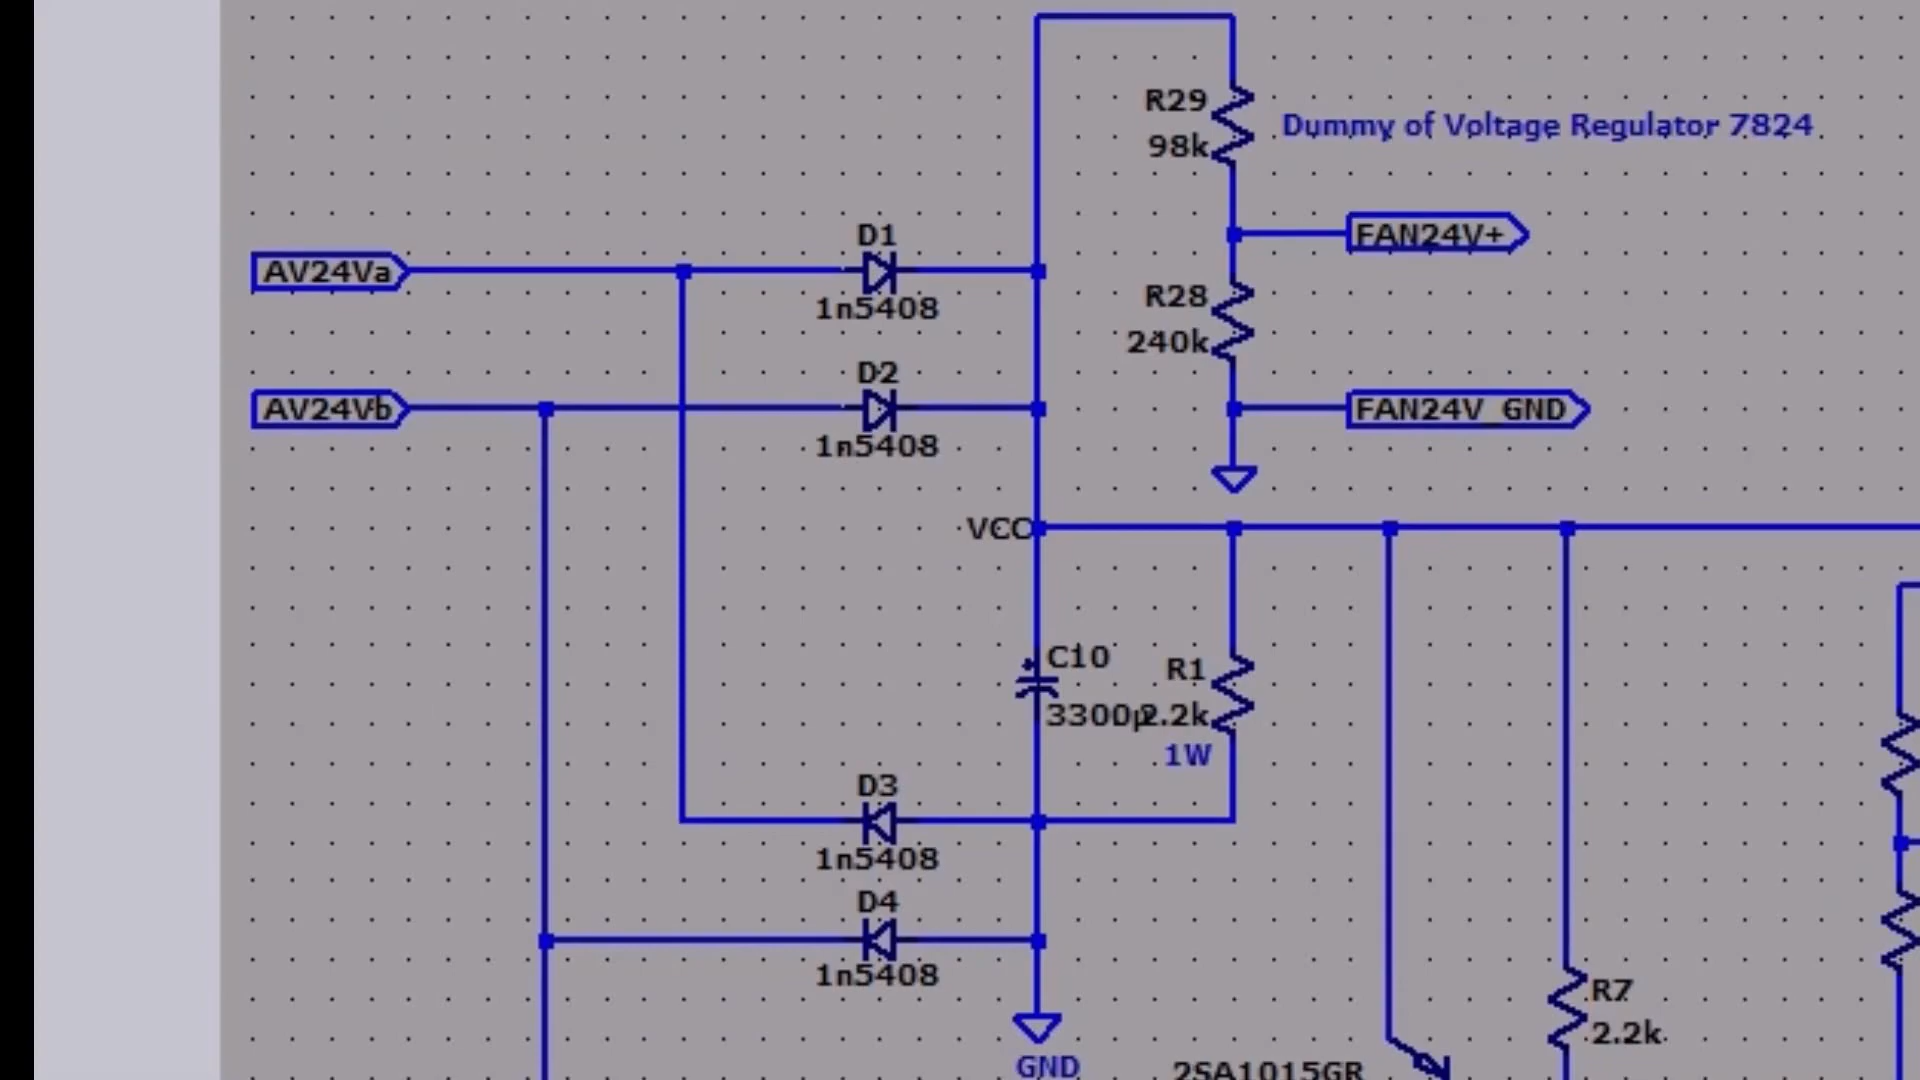 R29
98k
Dummy of Voltage Regulator 7824
FAN24V+
D1
AV24Va
1n5408
R28
240k
D2
AV24Vb
1n5408
FAN24V_GND
VCC
C10
R1
3300µ
2.2k
1W
D3
1n5408
D4
1n5408
R7
2.2k
GND
2SA1015GR